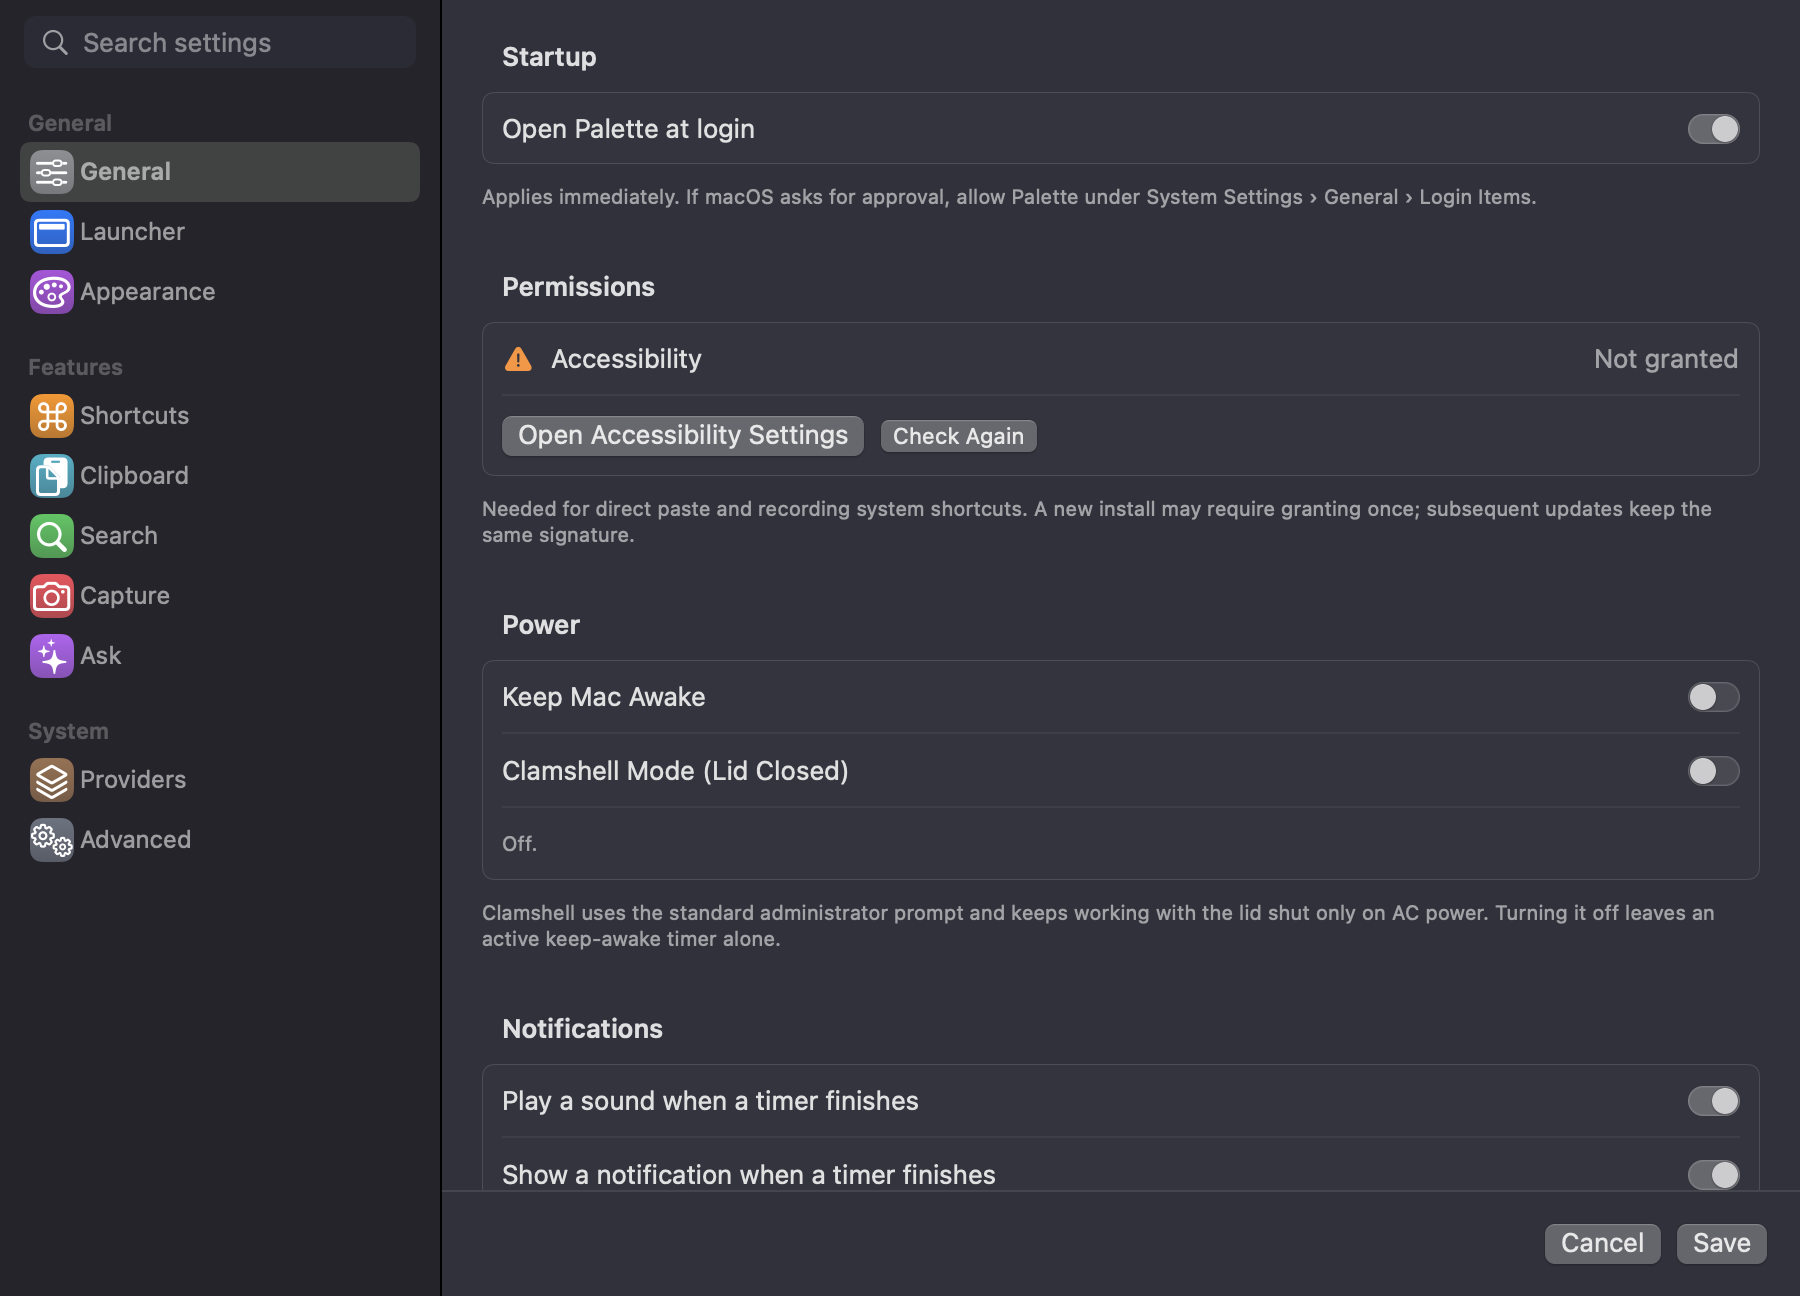 Search settings
General
General
Launcher
Appearance
Features
Shortcuts
Clipboard
Search
Capture
Ask
System
Providers
Advanced
Startup
Open Palette at login
Applies immediately. If macOS asks for approval, allow Palette under System Settings › General › Login Items.
Permissions
Accessibility
Not granted
Open Accessibility Settings
Check Again
Needed for direct paste and recording system shortcuts. A new install may require granting once; subsequent updates keep the
same signature.
Power
Keep Mac Awake
Clamshell Mode (Lid Closed)
Off.
Clamshell uses the standard administrator prompt and keeps working with the lid shut only on AC power. Turning it off leaves an
active keep-awake timer alone.
Notifications
Play a sound when a timer finishes
Show a notification when a timer finishes
Cancel
Save